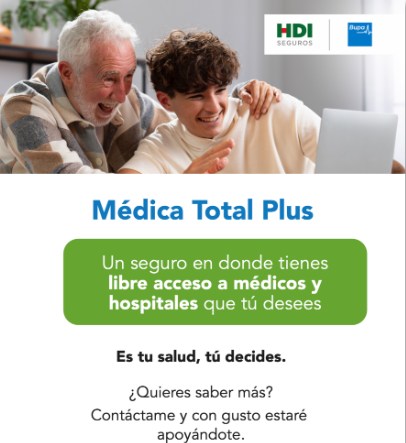 HDI
SEGUROS
Bupa
Médica Total Plus
Un seguro en donde tienes
libre acceso a médicos y
hospitales que tú desees
Es tu salud, tú decides.
¿Quieres saber más?
Contáctame y con gusto estaré
apoyándote.